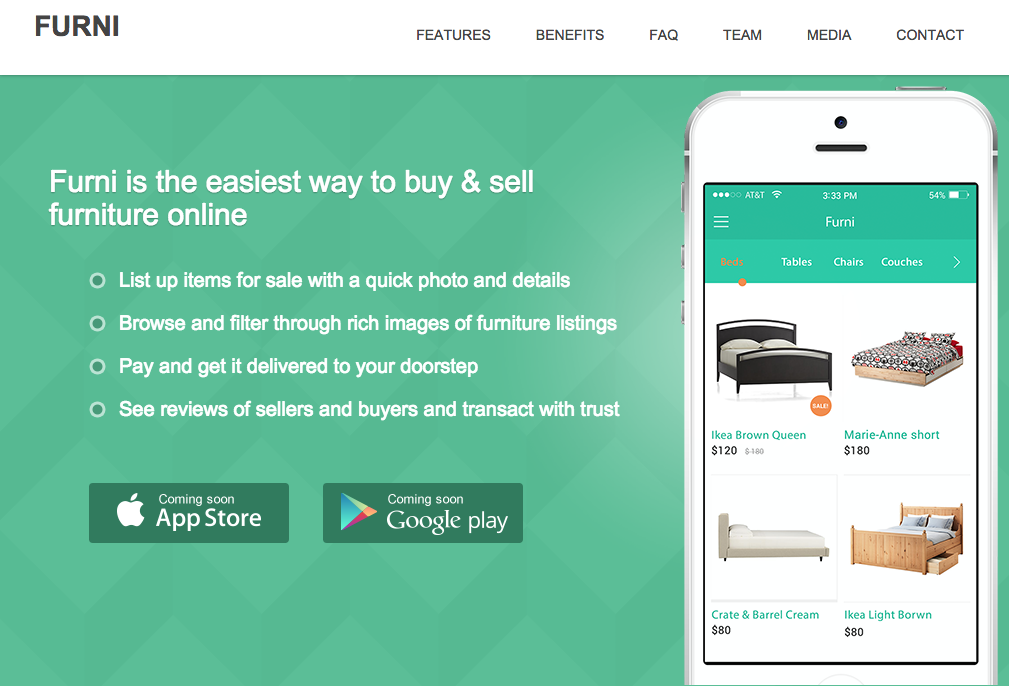 FURNI
FEATURES BENEFITS FAQ TEAM MEDIA CONTACT
Furni is the easiest way to buy & sell
furniture online
List up items for sale with a quick photo and details
Browse and filter through rich images of furniture listings
Pay and get it delivered to your doorstep
See reviews of sellers and buyers and transact with trust
Coming soon
App Store
Coming soon
Google play
AT&T 3:33 PM 54%
Furni
Beds Tables Chairs Couches
SALE!
Ikea Brown Queen
$120 $180
Marie-Anne short
$180
Crate & Barrel Cream
$80
Ikea Light Borwn
$80